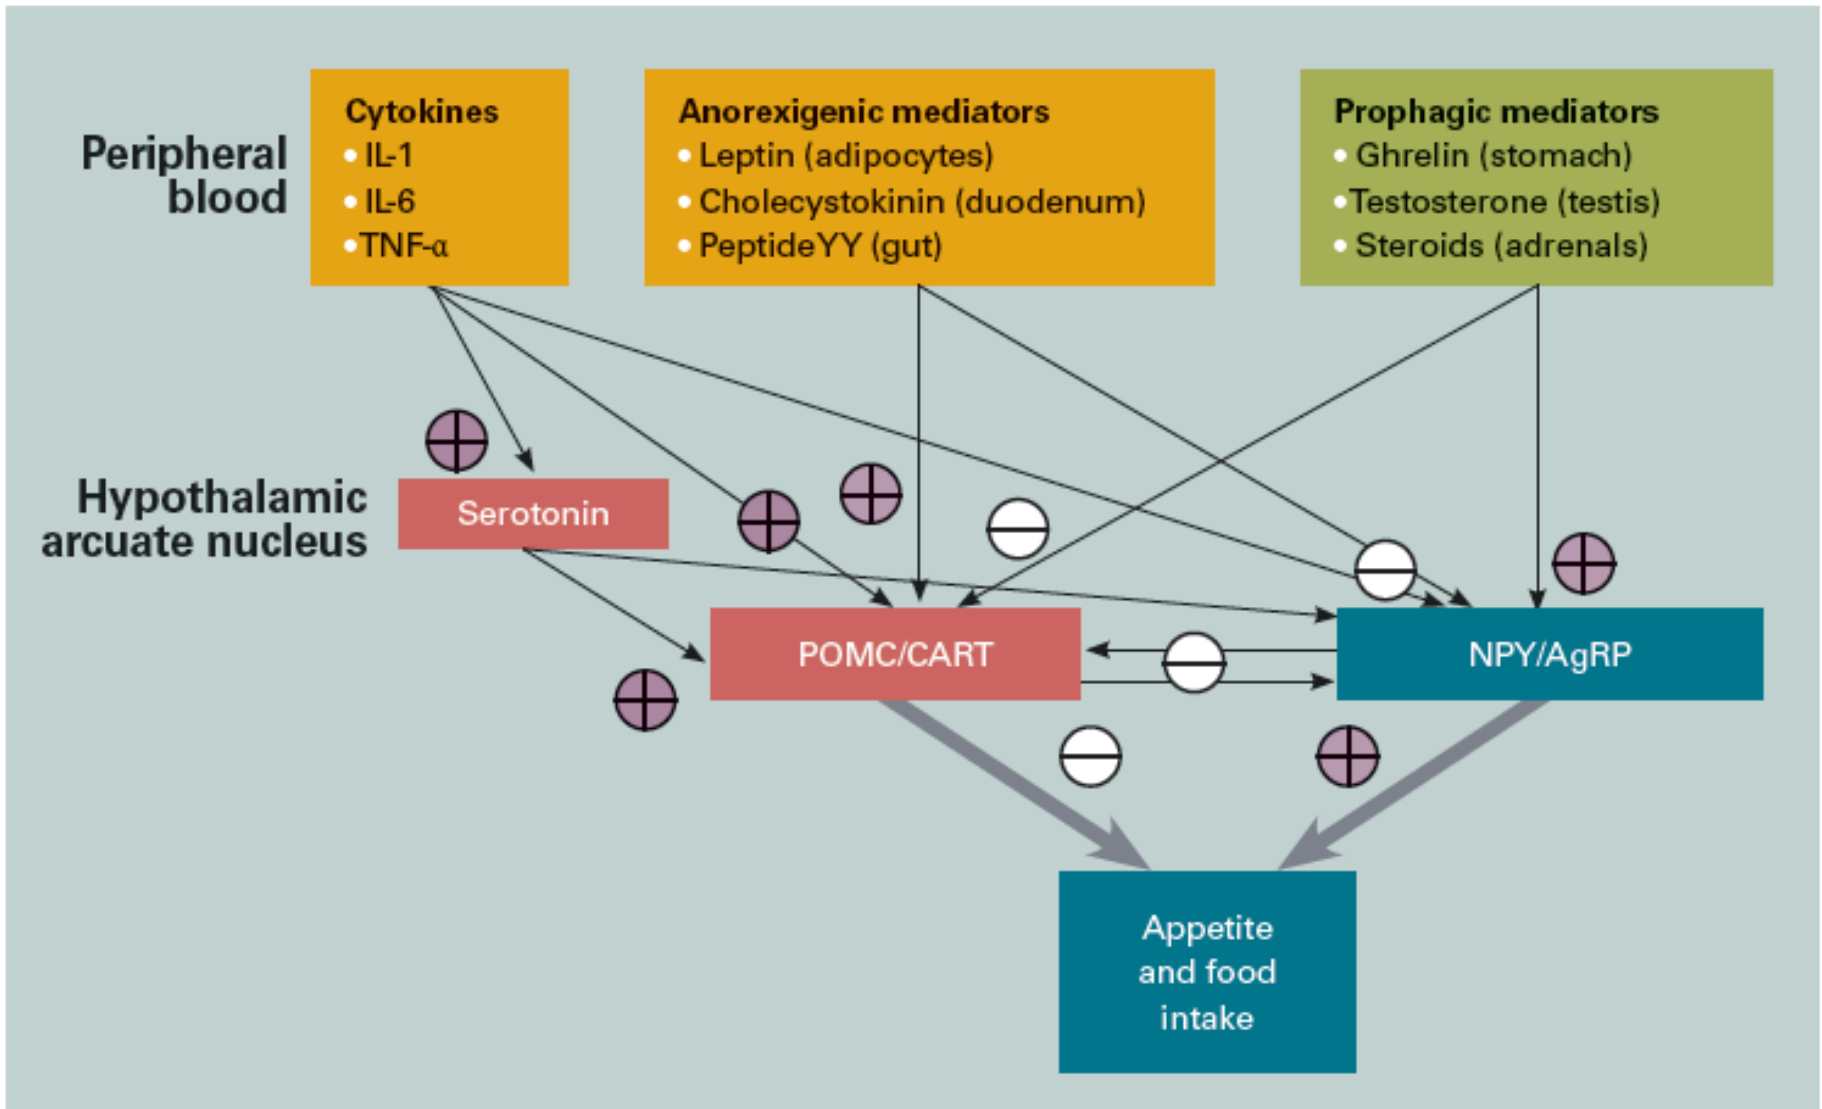 Peripheral
blood
Cytokines
• IL-1
• IL-6
•TNF-α
Anorexigenic mediators
• Leptin (adipocytes)
• Cholecystokinin (duodenum)
• PeptideYY (gut)
Prophagic mediators
• Ghrelin (stomach)
•Testosterone (testis)
• Steroids (adrenals)
Hypothalamic
arcuate nucleus
Serotonin
POMC/CART
NPY/AgRP
Appetite
and food
intake